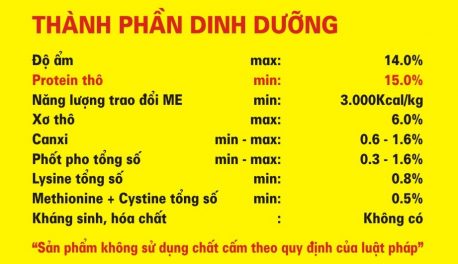 THÀNH PHẦN DINH DƯỠNG
Độ ẩm max: 14.0%
Protein thô min: 15.0%
Năng lượng trao đổi ME min: 3.000Kcal/kg
Xơ thô max: 6.0%
Canxi min - max: 0.6 - 1.6%
Phốt pho tổng số min - max: 0.3 - 1.6%
Lysine tổng số min: 0.8%
Methionine + Cystine tổng số min: 0.5%
Kháng sinh, hóa chất : Không có
“Sản phẩm không sử dụng chất cấm theo quy định của luật pháp”